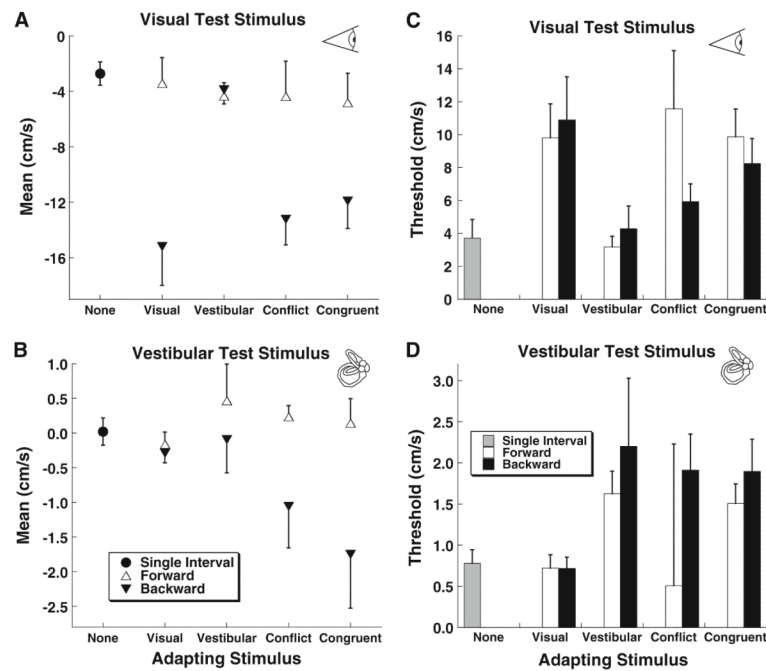 A
Visual Test Stimulus
0
-4
-8
-12
-16
Mean (cm/s)
None Visual Vestibular Conflict Congruent
B
Vestibular Test Stimulus
1.0
0.5
0.0
-0.5
-1.0
-1.5
-2.0
-2.5
Mean (cm/s)
Single Interval
Forward
Backward
None Visual Vestibular Conflict Congruent
Adapting Stimulus
C
Visual Test Stimulus
16
14
12
10
8
6
4
2
0
Threshold (cm/s)
None Visual Vestibular Conflict Congruent
D
Vestibular Test Stimulus
3.0
2.5
2.0
1.5
1.0
0.5
0.0
Threshold (cm/s)
Single Interval
Forward
Backward
None Visual Vestibular Conflict Congruent
Adapting Stimulus